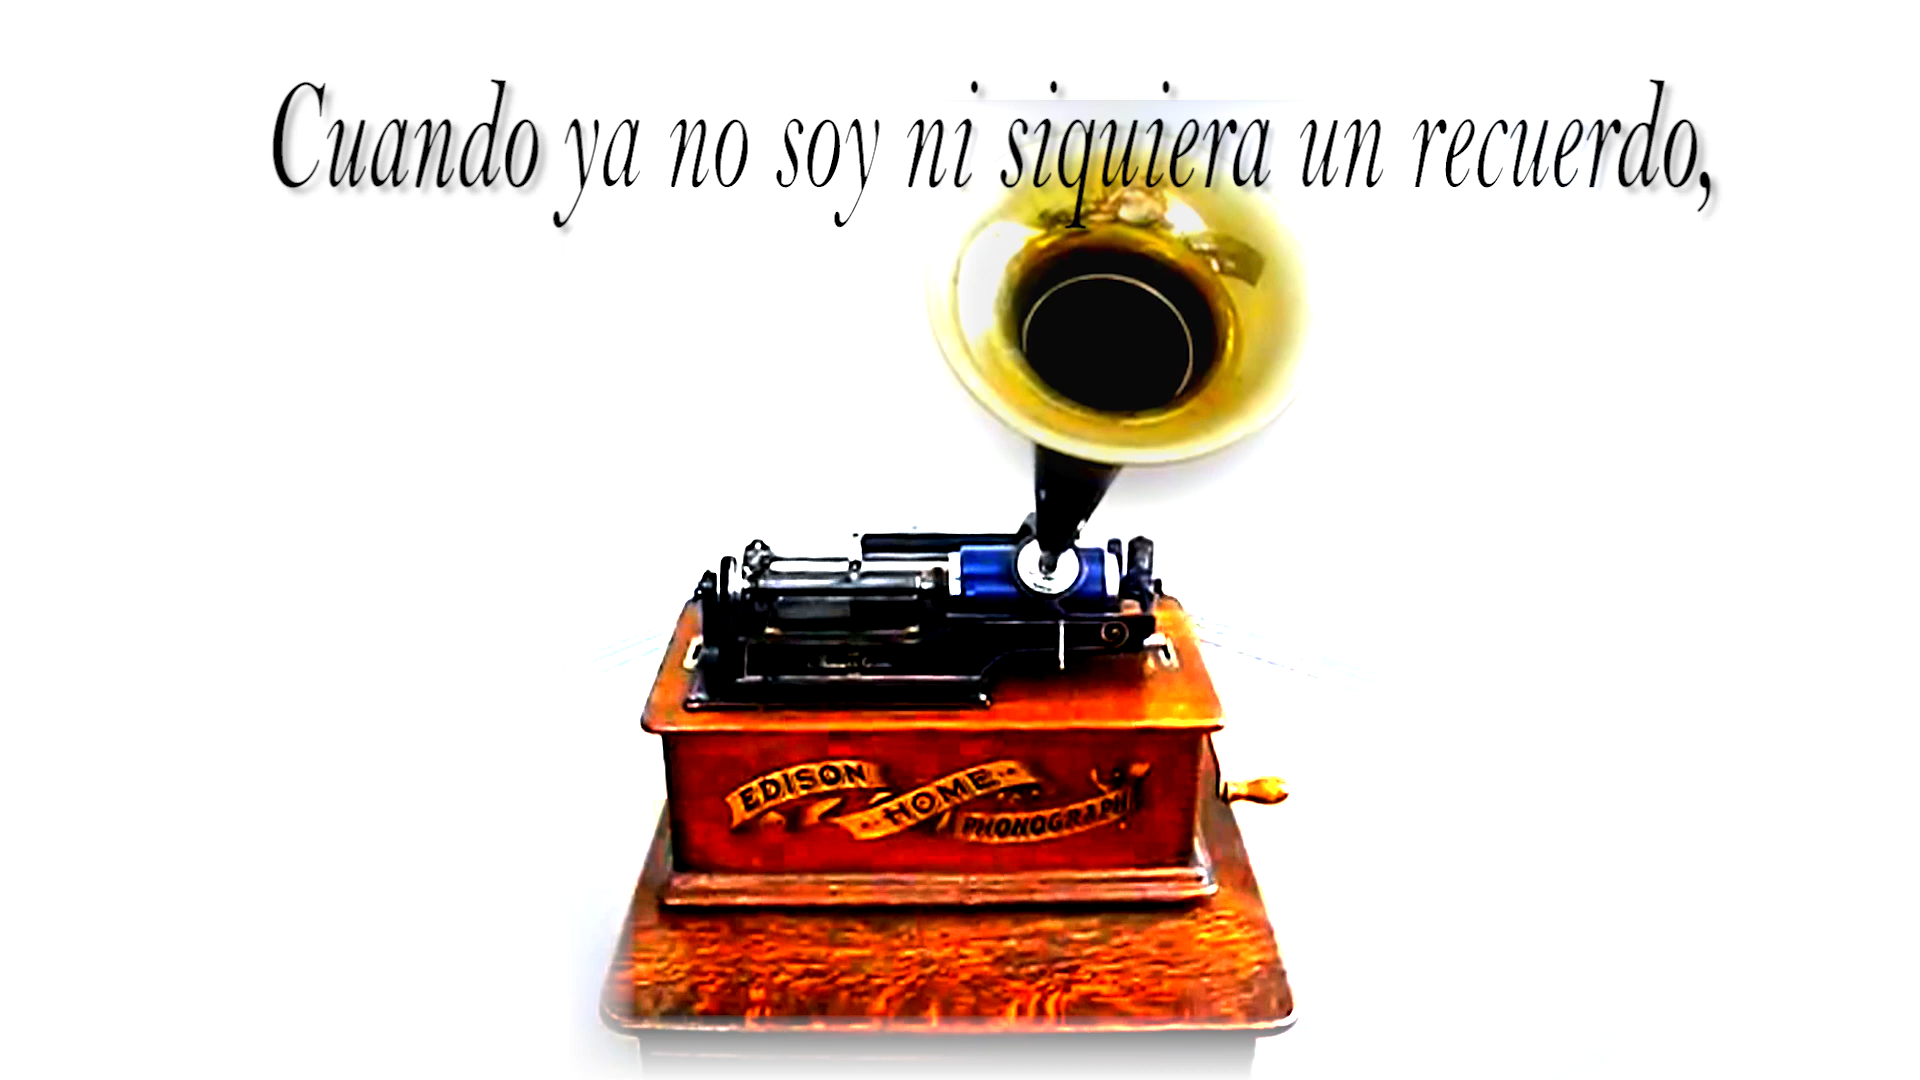 Cuando ya no soy ni siquiera un recuerdo,
EDISON
HOME
PHONOGRAPH